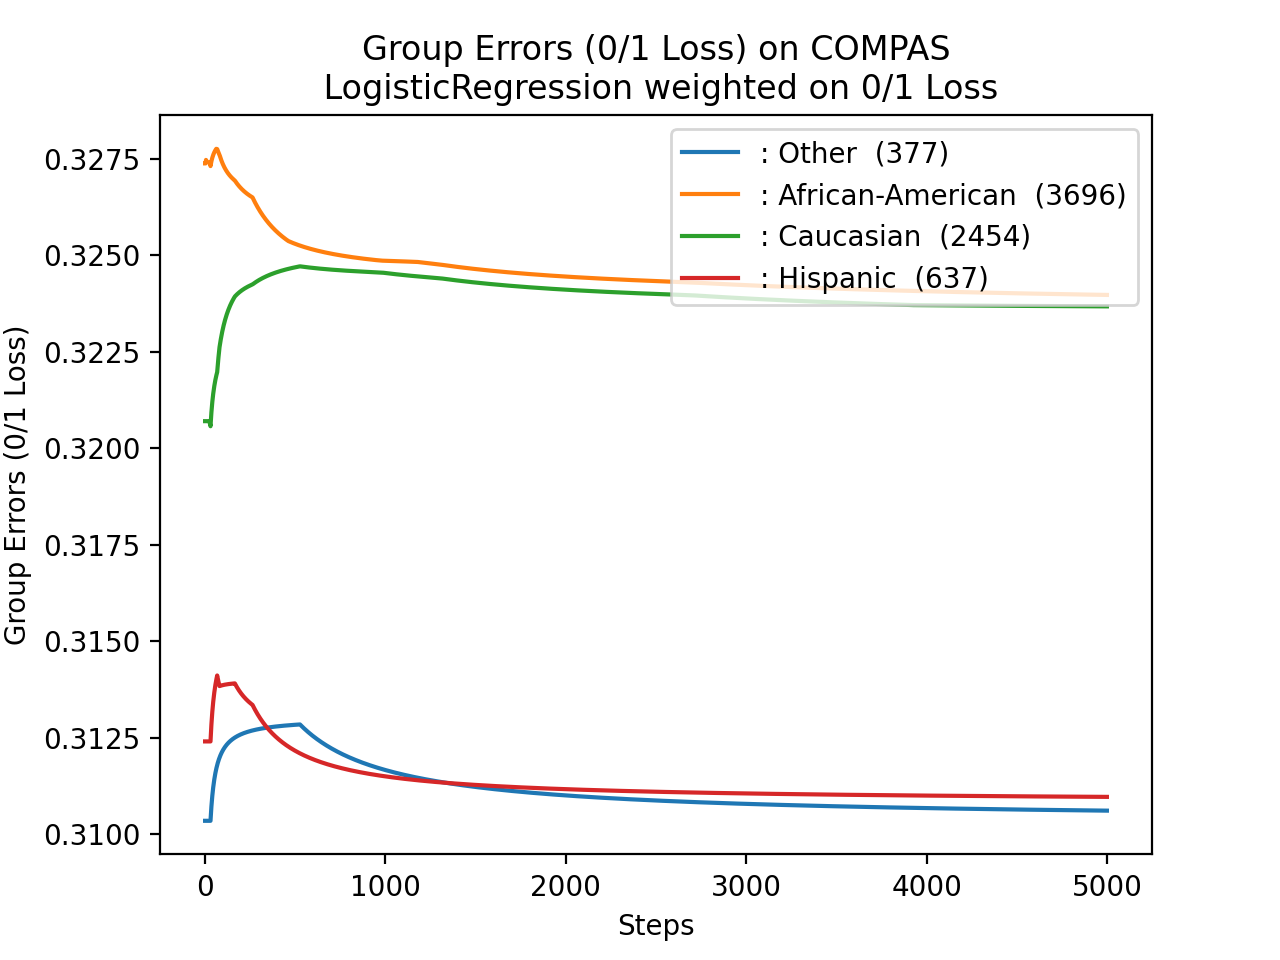 Group Errors (0/1 Loss) on COMPAS
LogisticRegression weighted on 0/1 Loss
: Other (377)
: African-American (3696)
: Caucasian (2454)
: Hispanic (637)
Group Errors (0/1 Loss)
0.3275
0.3250
0.3225
0.3200
0.3175
0.3150
0.3125
0.3100
0 1000 2000 3000 4000 5000
Steps